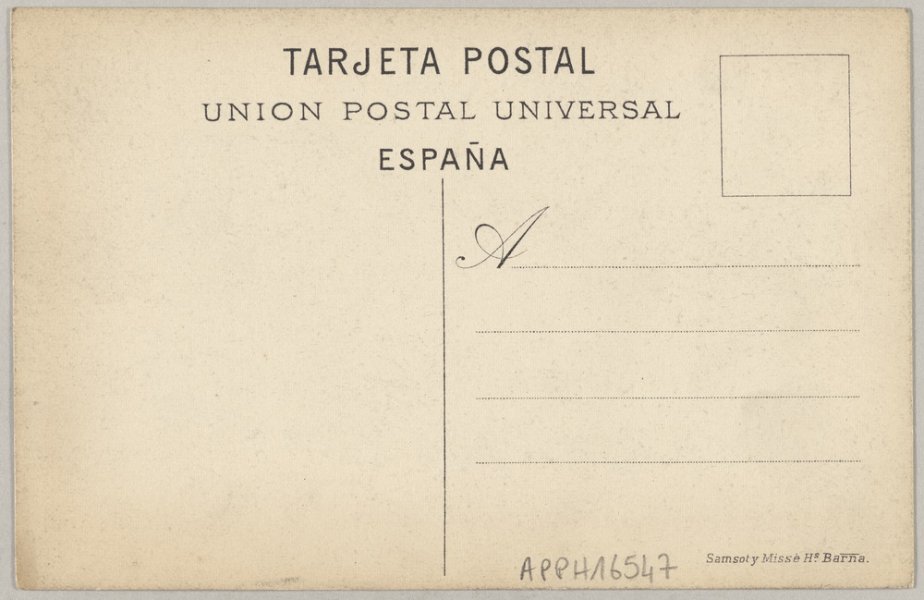 TARJETA POSTAL
UNION POSTAL UNIVERSAL
ESPAÑA
A
Samsot y Missé Hs. Barna.
APPH16547